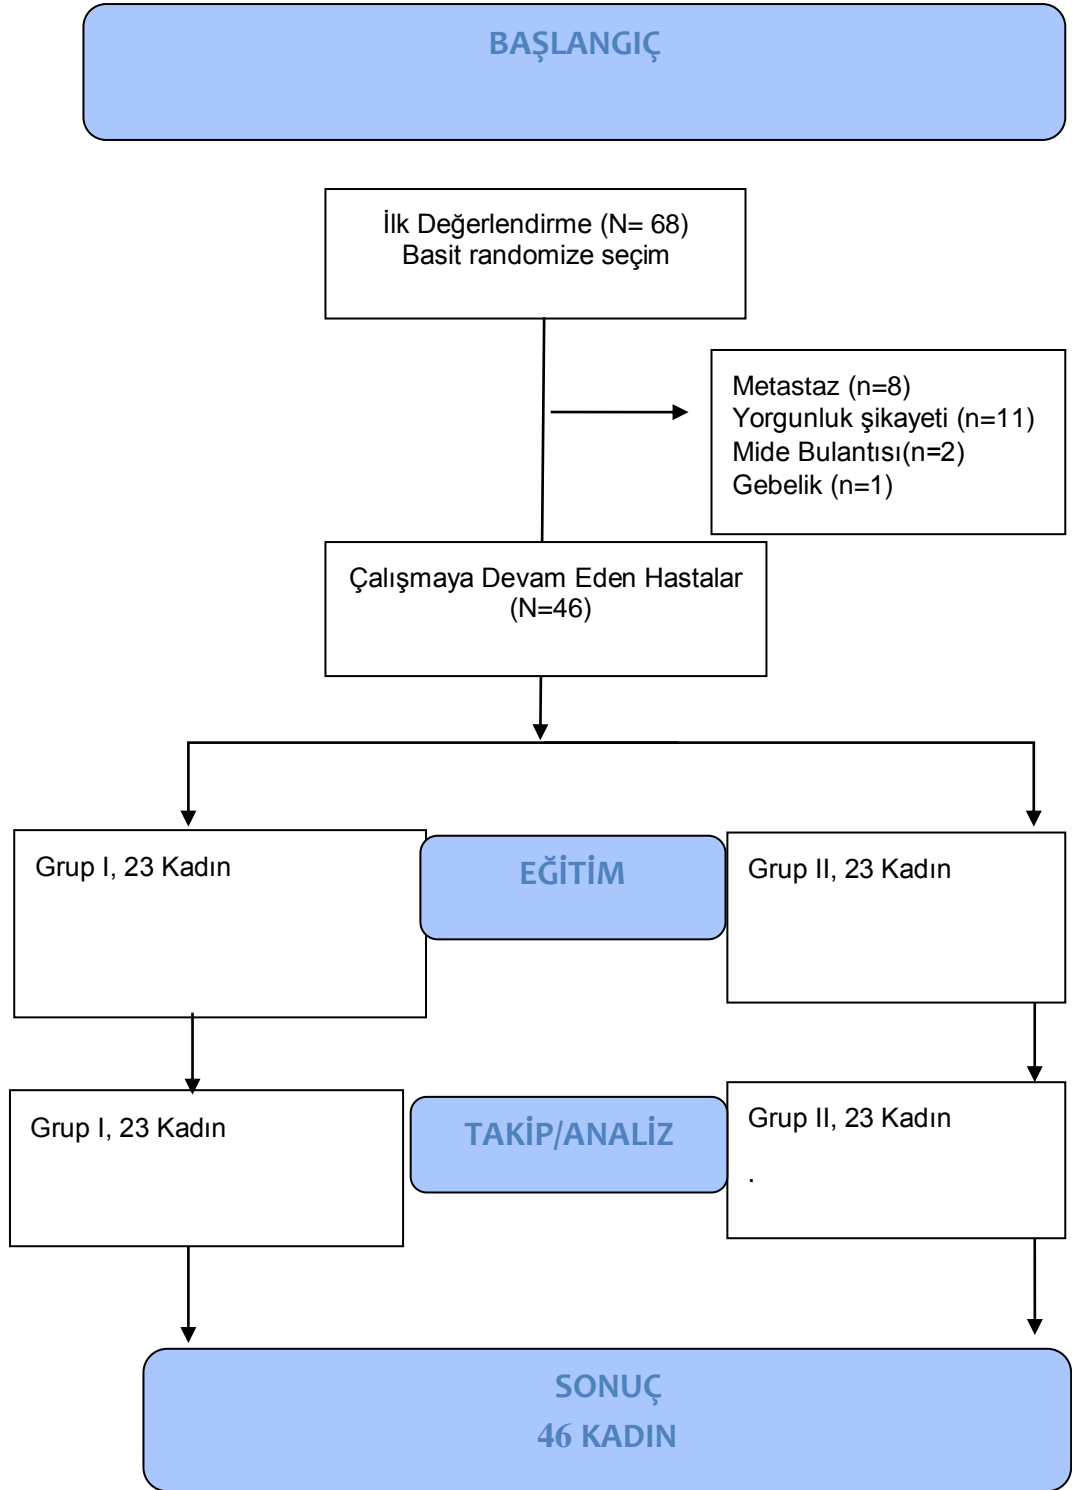 BAŞLANGIÇ
İlk Değerlendirme (N= 68)
Basit randomize seçim
Metastaz (n=8)
Yorgunluk şikayeti (n=11)
Mide Bulantısı(n=2)
Gebelik (n=1)
Çalışmaya Devam Eden Hastalar
(N=46)
Grup I, 23 Kadın
EĞİTİM
Grup II, 23 Kadın
Grup I, 23 Kadın
TAKİP/ANALİZ
Grup II, 23 Kadın
.
SONUÇ
46 KADIN